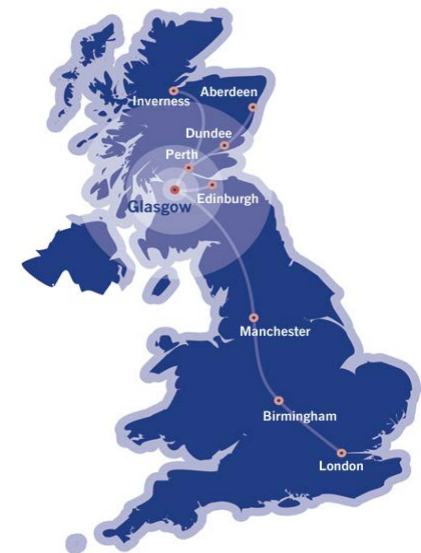 Aberdeen
Inverness
Dundee
Perth
Edinburgh
Glasgow
Manchester
Birmingham
London